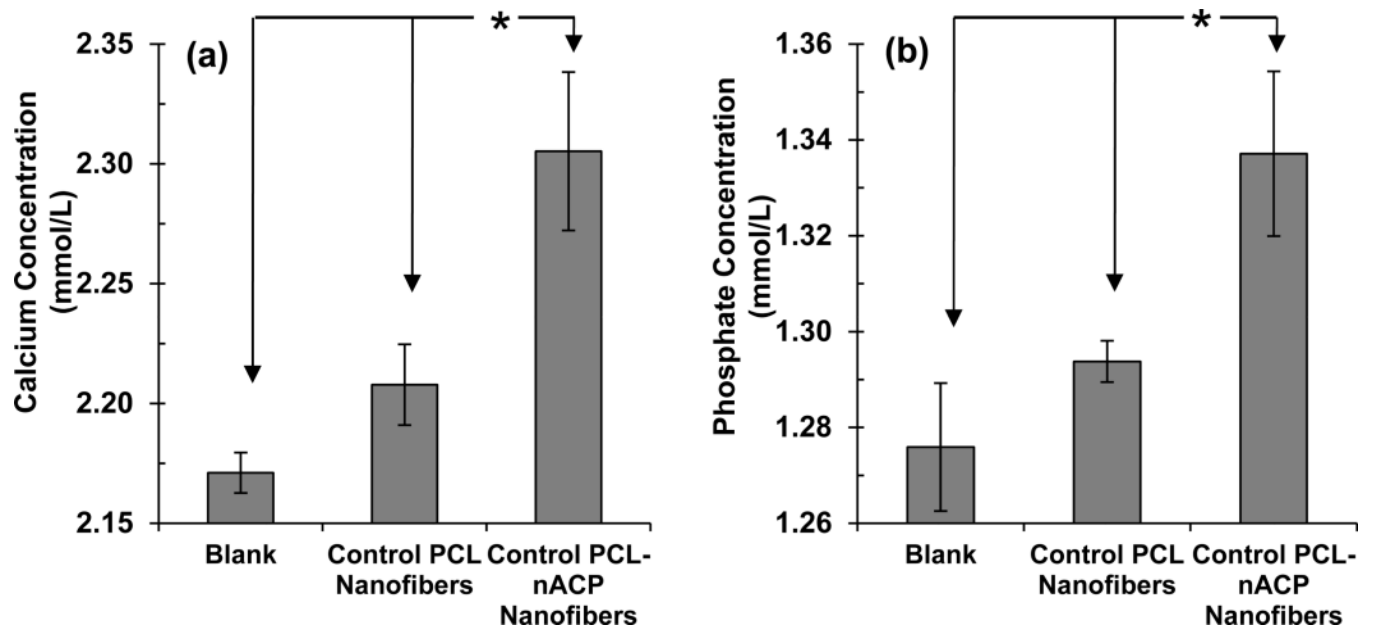 (a)
*
Calcium Concentration
(mmol/L)
2.35
2.30
2.25
2.20
2.15
Blank
Control PCL
Nanofibers
Control PCL-
nACP
Nanofibers
(b)
*
Phosphate Concentration
(mmol/L)
1.36
1.34
1.32
1.30
1.28
1.26
Blank
Control PCL
Nanofibers
Control PCL-
nACP
Nanofibers